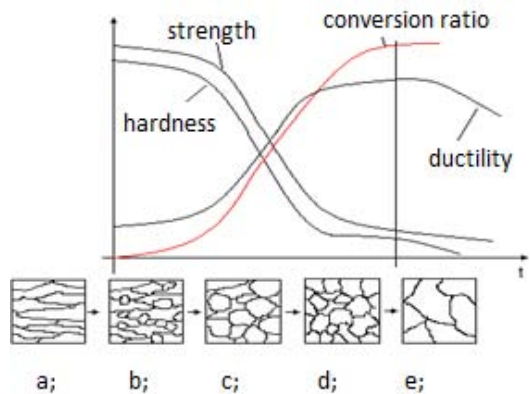 conversion ratio
strength
hardness
ductility
t
a; b; c; d; e;